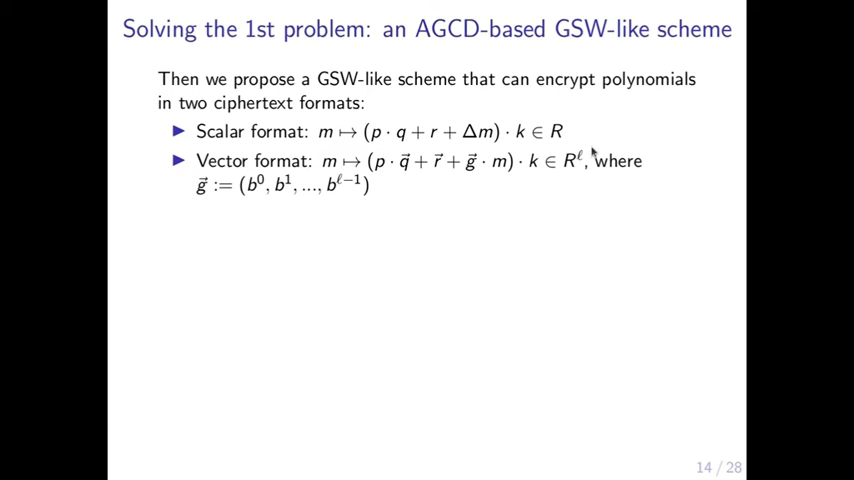 Solving the 1st problem: an AGCD-based GSW-like scheme
Then we propose a GSW-like scheme that can encrypt polynomials
in two ciphertext formats:
▶ Scalar format: m ↦ (p · q + r + Δm) · k ∈ R
▶ Vector format: m ↦ (p · q⃗ + r⃗ + g⃗ · m) · k ∈ R^ℓ, where
g⃗ := (b^0, b^1, ..., b^{ℓ−1})
14 / 28